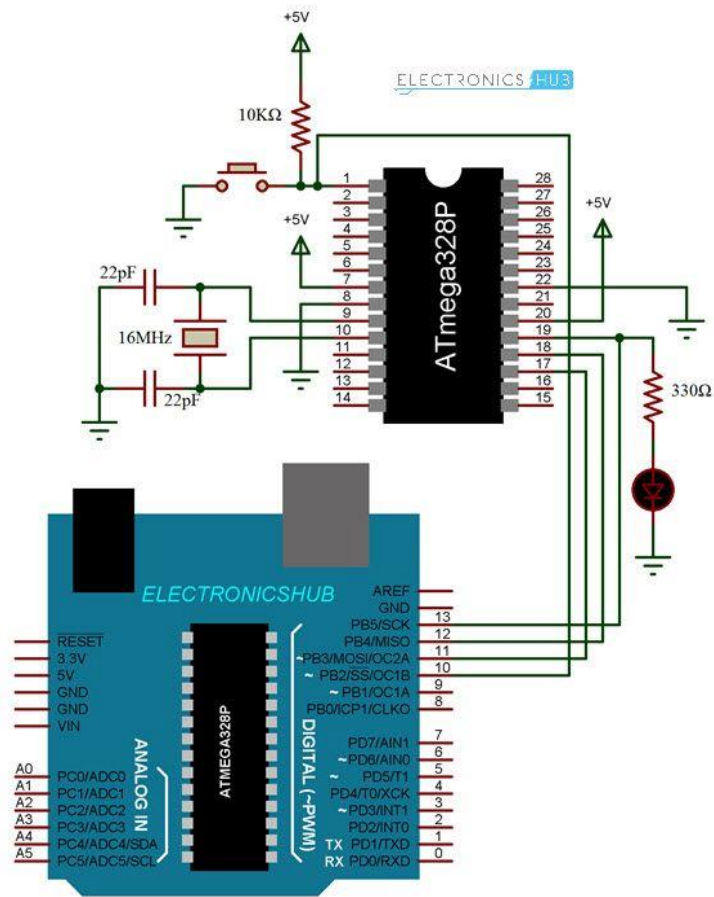 +5V
ELECTRONICS HUB
10KΩ
1
2
3
4
5
6
7
8
9
10
11
12
13
14
ATmega328P
28
27
26
25
24
23
22
21
20
19
18
17
16
15
+5V
+5V
22pF
16MHz
22pF
330Ω
ELECTRONICSHUB
RESET
3.3V
5V
GND
GND
VIN
A0 PC0/ADC0
A1 PC1/ADC1
A2 PC2/ADC2
A3 PC3/ADC3
A4 PC4/ADC4/SDA
A5 PC5/ADC5/SCL
ANALOG IN
ATMEGA328P
DIGITAL (~PWM)
AREF
GND
PB5/SCK 13
PB4/MISO 12
~PB3/MOSI/OC2A 11
~ PB2/SS/OC1B 10
~ PB1/OC1A 9
PB0/ICP1/CLKO 8
PD7/AIN1 7
~PD6/AIN0 6
~ PD5/T1 5
PD4/T0/XCK 4
~PD3/INT1 3
PD2/INT0 2
TX PD1/TXD 1
RX PD0/RXD 0